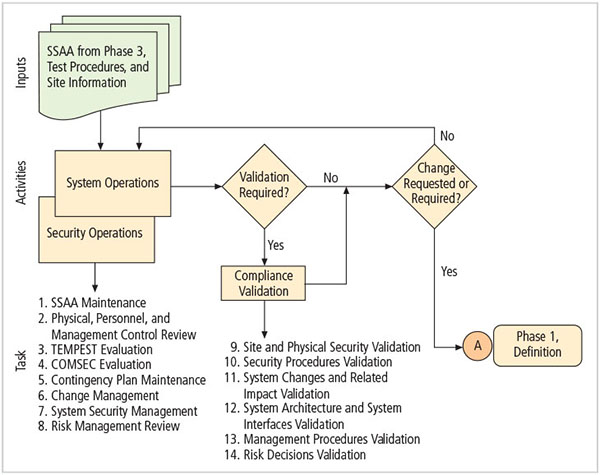 Inputs
SSAA from Phase 3,
Test Procedures, and
Site Information
Activities
System Operations
Security Operations
Validation
Required?
No
Yes
Compliance
Validation
No
Change
Requested or
Required?
Yes
A
Phase 1,
Definition
Task
1. SSAA Maintenance
2. Physical, Personnel, and
Management Control Review
3. TEMPEST Evaluation
4. COMSEC Evaluation
5. Contingency Plan Maintenance
6. Change Management
7. System Security Management
8. Risk Management Review
9. Site and Physical Security Validation
10. Security Procedures Validation
11. System Changes and Related
Impact Validation
12. System Architecture and System
Interfaces Validation
13. Management Procedures Validation
14. Risk Decisions Validation